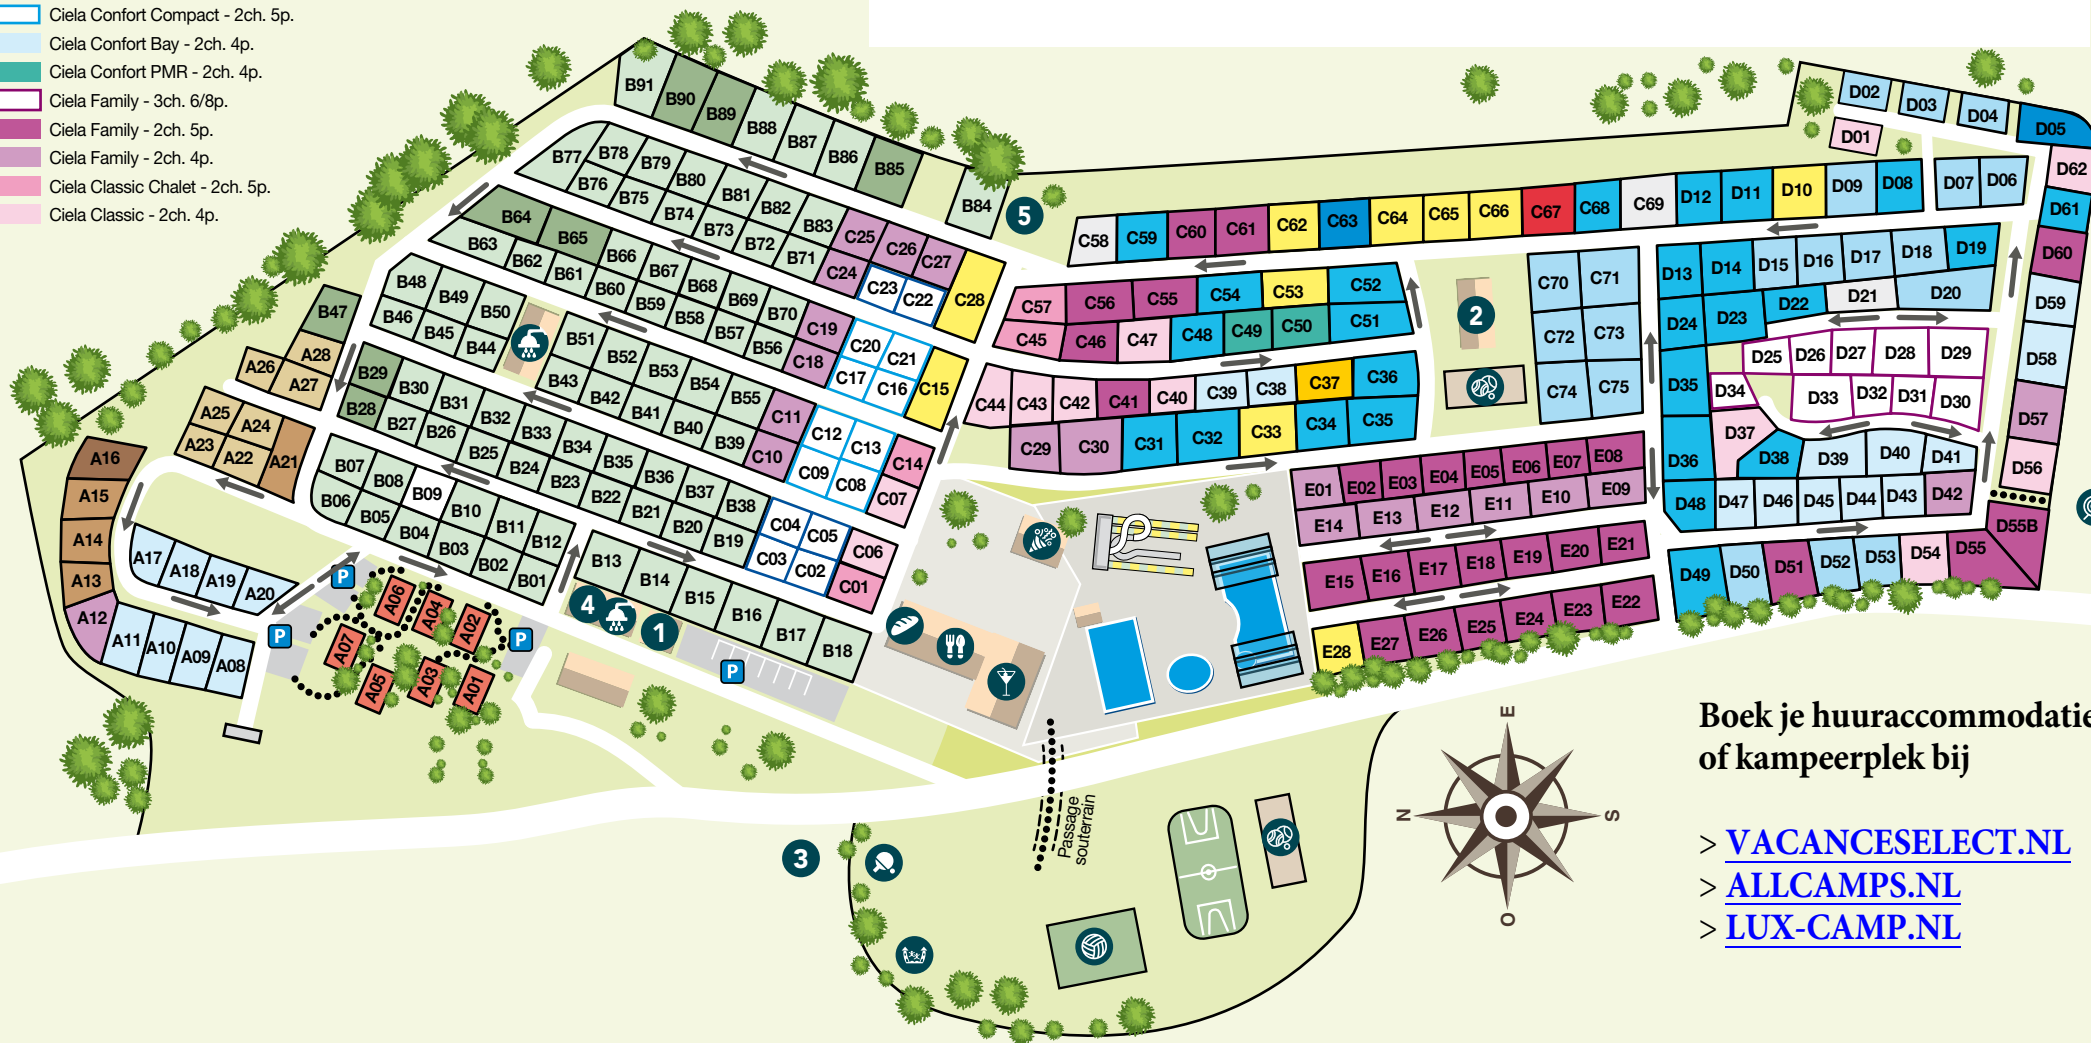 Ciela Confort Compact - 2ch. 5p.
Ciela Confort Bay - 2ch. 4p.
Ciela Confort PMR - 2ch. 4p.
Ciela Family - 3ch. 6/8p.
Ciela Family - 2ch. 5p.
Ciela Family - 2ch. 4p.
Ciela Classic Chalet - 2ch. 5p.
Ciela Classic - 2ch. 4p.
B91 B90 B89 B88 B87 B86 B85 B84
B77 B78 B79 B80 B81 B82 B83 C25 C26 C27 C28
B76 B75 B74 B73 B72 B71 C24 C23 C22
B64 B65 B66 B67 B68 B69 B70 C19 C20 C21 C15
B63 B62 B61 B60 B59 B58 B57 B56 C18 C17 C16
B48 B49 B50 B51 B52 B53 B54 B55 C11 C12 C13 C14
B46 B45 B44 B43 B42 B41 B40 B39 C10 C09 C08 C07
B47 A28 A26 A27
B29 B30 B31 B32 B33 B34 B35 B36 B37 B38 C04 C05 C06
B28 B27 B26 B25 B24 B23 B22 B21 B20 B19 C03 C02 C01
A25 A24 A23 A22 A21
B07 B08 B09 B10 B11 B12
B06 B05 B04 B03 B02 B01
B13 B14 B15 B16 B17 B18
A16 A15 A14 A13 A12
A17 A18 A19 A20
A11 A10 A09 A08
A06 A04 A02
A07 A05 A03 A01
P P P P
4 1 5 2 3
C58 C59 C60 C61 C62 C63 C64 C65 C66 C67 C68 C69 D12 D11 D10 D09 D08 D07 D06
D02 D03 D04 D05
D01 D62 D61 D60 D59 D58 D57 D56
C57 C56 C55 C54 C53 C52
C45 C46 C47 C48 C49 C50 C51
C44 C43 C42 C41 C40 C39 C38 C37 C36
C29 C30 C31 C32 C33 C34 C35
C70 C71
C72 C73
C74 C75
D13 D14 D15 D16 D17 D18 D19
D24 D23 D22 D21 D20
D35 D25 D26 D27 D28 D29
D34 D33 D32 D31 D30
D36 D37 D38 D39 D40 D41
D48 D47 D46 D45 D44 D43 D42
D49 D50 D51 D52 D53 D54 D55 D55B
E01 E02 E03 E04 E05 E06 E07 E08
E14 E13 E12 E11 E10 E09
E15 E16 E17 E18 E19 E20 E21
E28 E27 E26 E25 E24 E23 E22
Passage
souterrain
E
N S
O
Boek je huuraccommodatie
of kampeerplek bij
> VACANCESELECT.NL
> ALLCAMPS.NL
> LUX-CAMP.NL